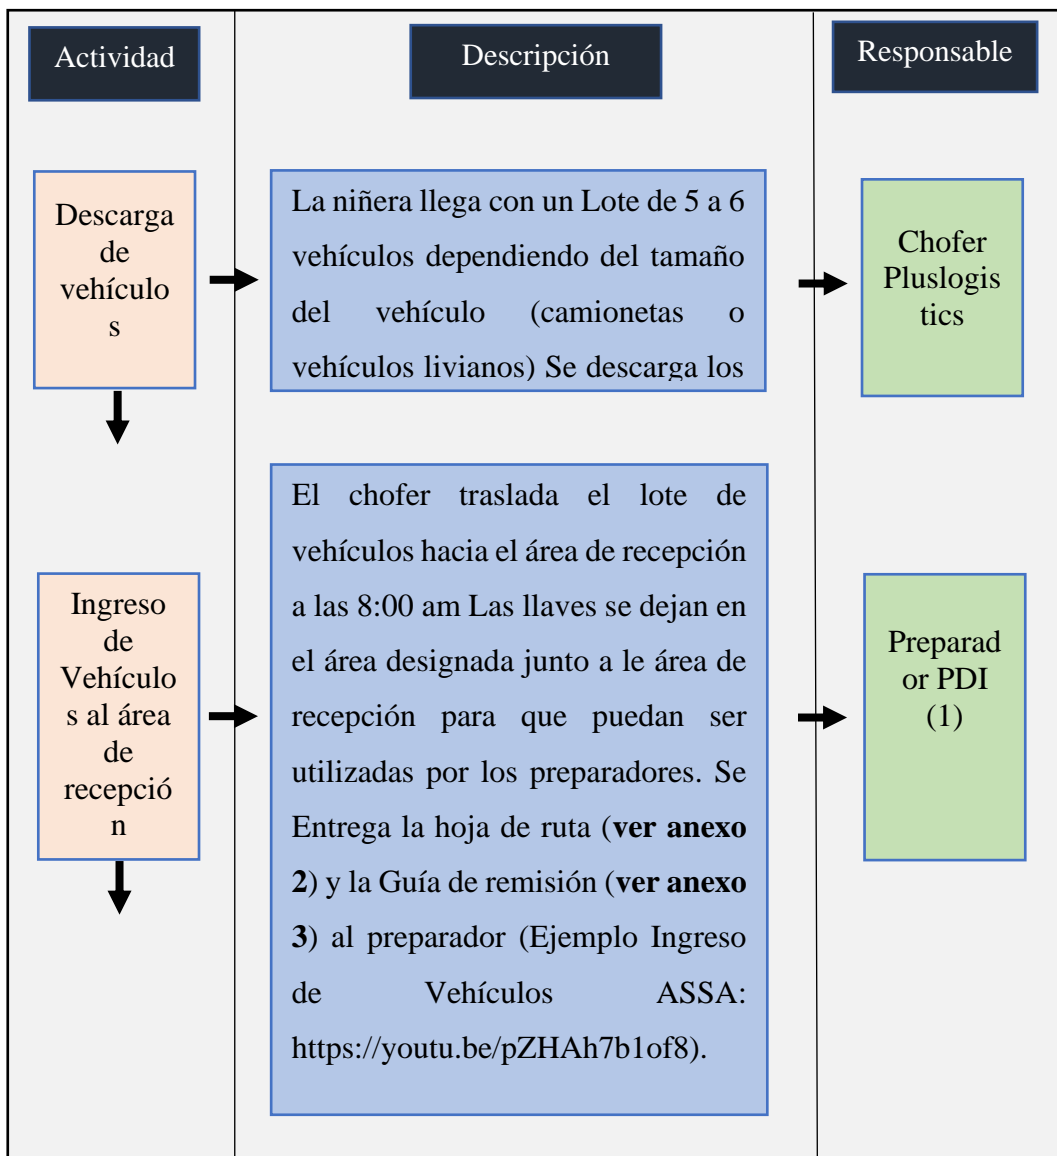 Actividad
Descripción
Responsable
Descarga
de
vehículo
s
La niñera llega con un Lote de 5 a 6
vehículos dependiendo del tamaño
del vehículo (camionetas o
vehículos livianos) Se descarga los
Chofer
Pluslogis
tics
Ingreso
de
Vehículo
s al área
de
recepció
n
El chofer traslada el lote de
vehículos hacia el área de recepción
a las 8:00 am Las llaves se dejan en
el área designada junto a le área de
recepción para que puedan ser
utilizadas por los preparadores. Se
Entrega la hoja de ruta (ver anexo
2) y la Guía de remisión (ver anexo
3) al preparador (Ejemplo Ingreso
de Vehículos ASSA:
https://youtu.be/pZHAh7b1of8).
Preparad
or PDI
(1)